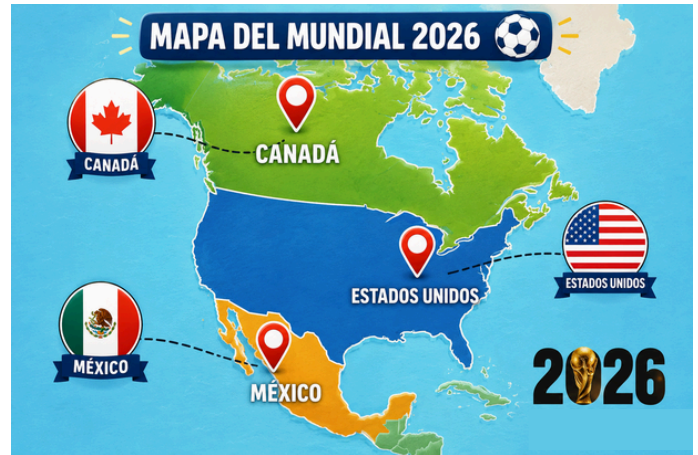 MAPA DEL MUNDIAL 2026
CANADÁ
CANADÁ
ESTADOS UNIDOS
ESTADOS UNIDOS
MÉXICO
MÉXICO
2026